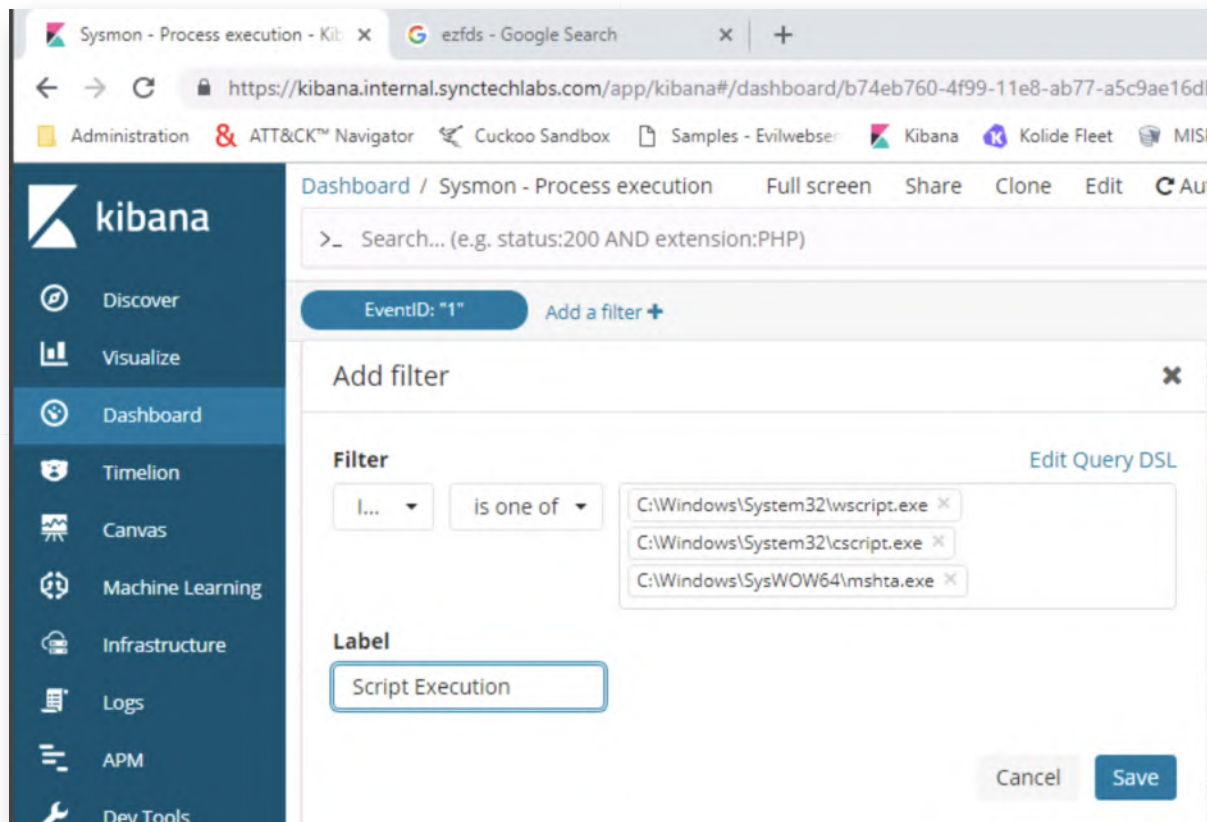 Sysmon - Process execution - Kib
ezfds - Google Search
https://kibana.internal.synctechlabs.com/app/kibana#/dashboard/b74eb760-4f99-11e8-ab77-a5c9ae16d
Administration ATT&CK™ Navigator Cuckoo Sandbox Samples - Evilwebser Kibana Kolide Fleet MISP
kibana
Dashboard / Sysmon - Process execution Full screen Share Clone Edit Au
>_ Search... (e.g. status:200 AND extension:PHP)
EventID: "1" Add a filter +
Discover
Visualize
Dashboard
Timelion
Canvas
Machine Learning
Infrastructure
Logs
APM
Dev Tools
Add filter
Filter Edit Query DSL
I... is one of
C:\Windows\System32\wscript.exe
C:\Windows\System32\cscript.exe
C:\Windows\SysWOW64\mshta.exe
Label
Script Execution
Cancel Save